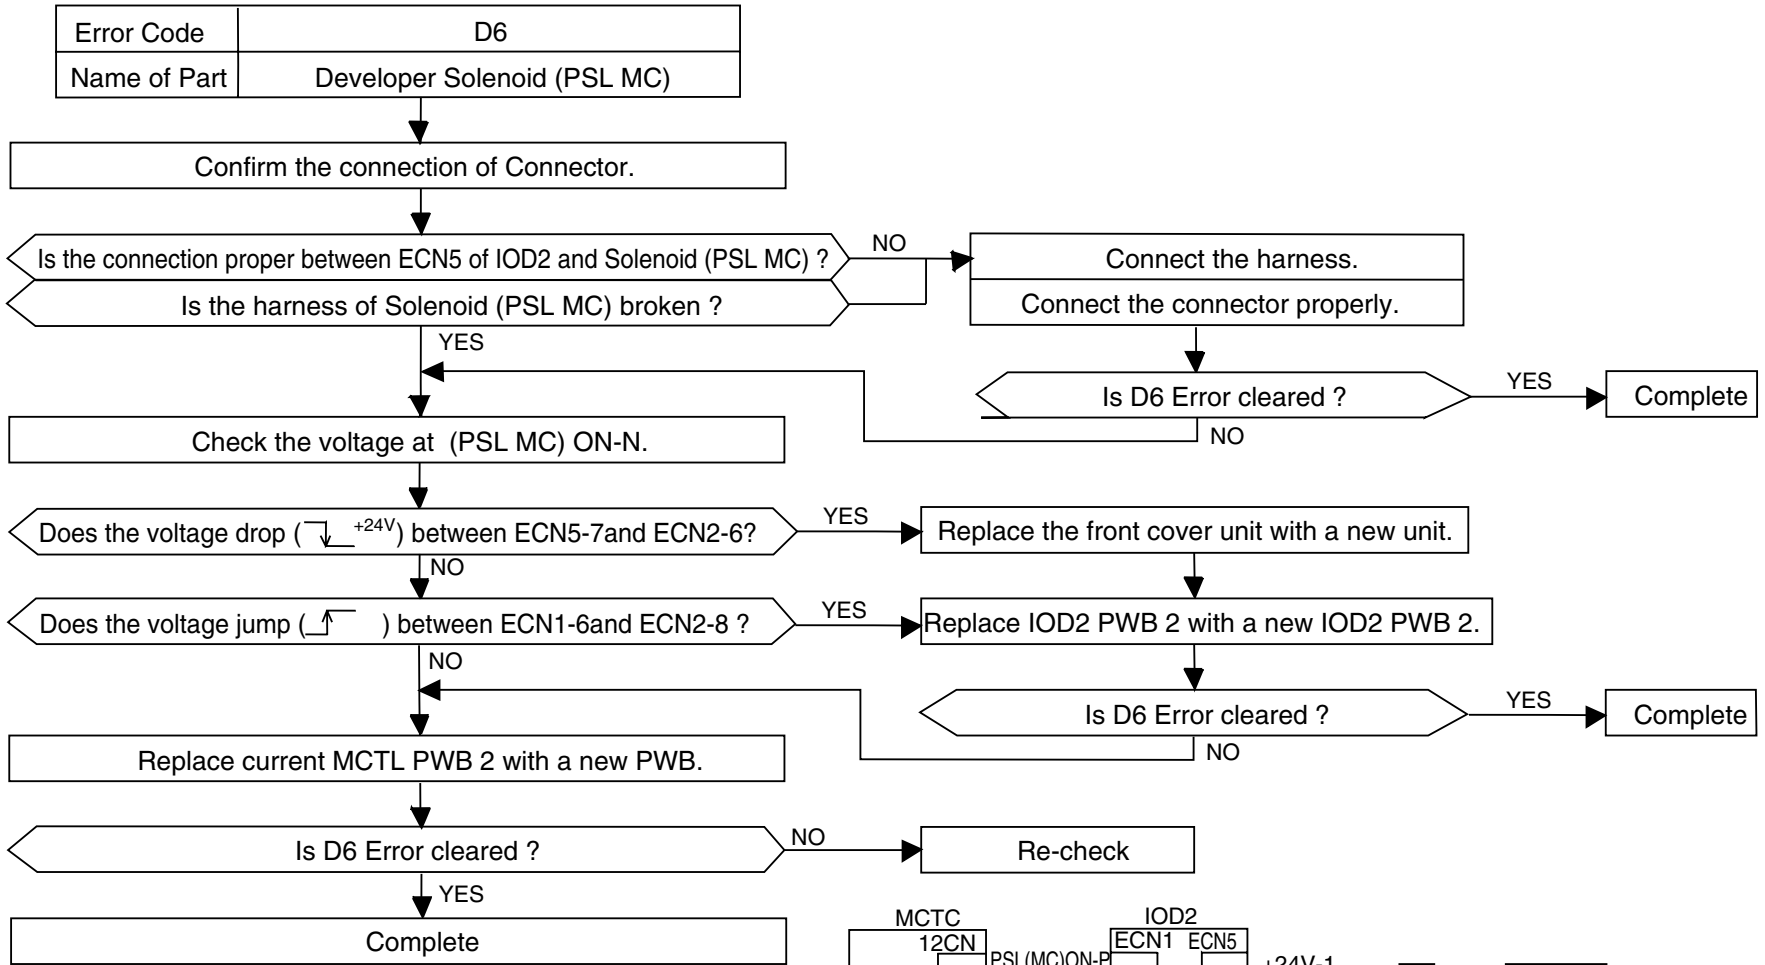 Error Code D6
Name of Part Developer Solenoid (PSL MC)
Confirm the connection of Connector.
Is the connection proper between ECN5 of IOD2 and Solenoid (PSL MC) ?
NO
Connect the harness.
Is the harness of Solenoid (PSL MC) broken ?
Connect the connector properly.
YES
Is D6 Error cleared ?
YES
Complete
NO
Check the voltage at (PSL MC) ON-N.
Does the voltage drop ( +24V) between ECN5-7and ECN2-6?
YES
Replace the front cover unit with a new unit.
NO
Does the voltage jump ( ) between ECN1-6and ECN2-8 ?
YES
Replace IOD2 PWB 2 with a new IOD2 PWB 2.
NO
Is D6 Error cleared ?
YES
Complete
NO
Replace current MCTL PWB 2 with a new PWB.
Is D6 Error cleared ?
NO
Re-check
YES
Complete
MCTC
IOD2
12CN
ECN1 ECN5
PSL(MC)ON-P
+24V-1